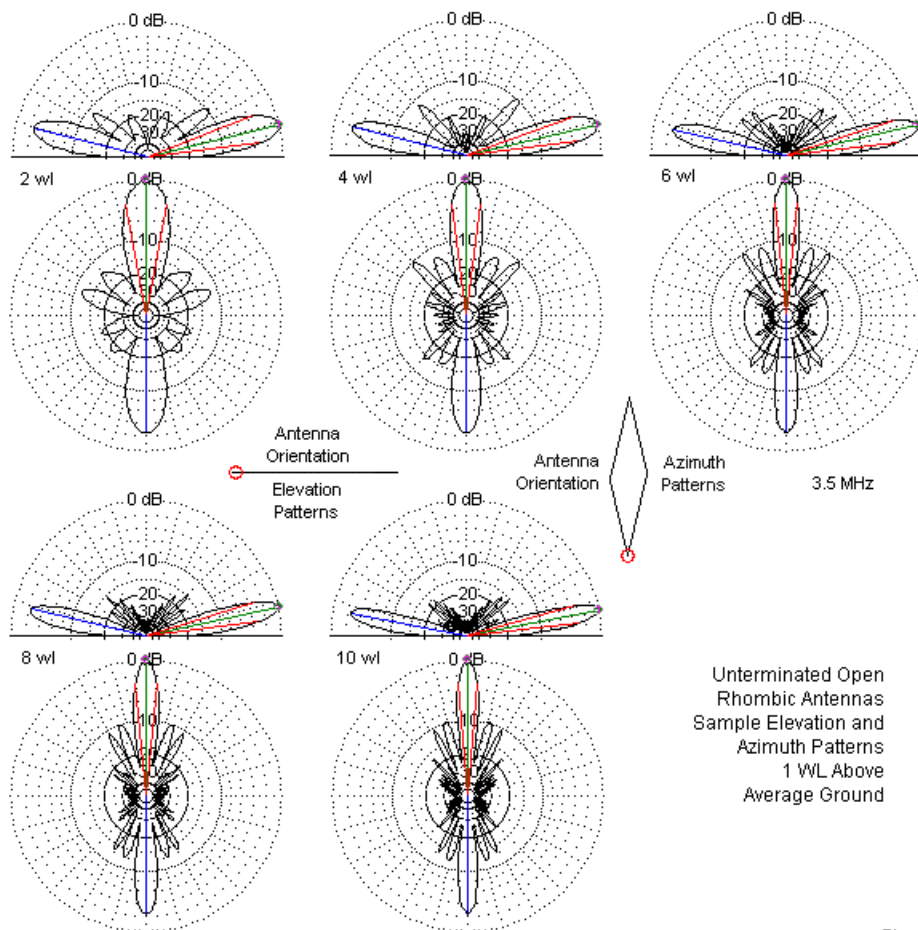 0 dB
0 dB
0 dB
-10
-10
-10
20
20
20
30
30
30
2 wl
4 wl
6 wl
0 dB
0 dB
0 dB
-10
-10
-10
20
20
Antenna
Orientation
Elevation
Patterns
Antenna
Orientation
Azimuth
Patterns
3.5 MHz
0 dB
0 dB
-10
-10
20
20
30
30
8 wl
10 wl
0 dB
0 dB
10
10
Unterminated Open
Rhombic Antennas
Sample Elevation and
Azimuth Patterns
1 WL Above
Average Ground